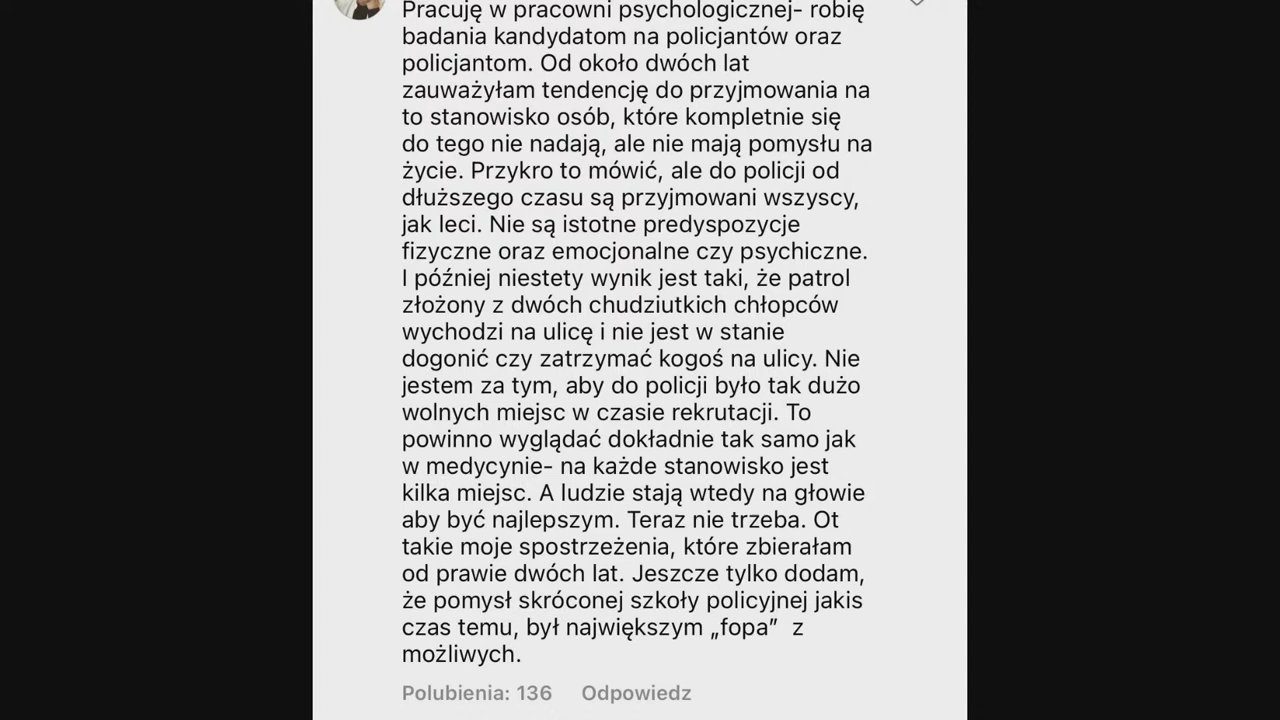 Pracuję w pracowni psychologicznej- robię
badania kandydatom na policjantów oraz
policjantom. Od około dwóch lat
zauważyłam tendencję do przyjmowania na
to stanowisko osób, które kompletnie się
do tego nie nadają, ale nie mają pomysłu na
życie. Przykro to mówić, ale do policji od
dłuższego czasu są przyjmowani wszyscy,
jak leci. Nie są istotne predyspozycje
fizyczne oraz emocjonalne czy psychiczne.
I później niestety wynik jest taki, że patrol
złożony z dwóch chudziutkich chłopców
wychodzi na ulicę i nie jest w stanie
dogonić czy zatrzymać kogoś na ulicy. Nie
jestem za tym, aby do policji było tak dużo
wolnych miejsc w czasie rekrutacji. To
powinno wyglądać dokładnie tak samo jak
w medycynie- na każde stanowisko jest
kilka miejsc. A ludzie stają wtedy na głowie
aby być najlepszym. Teraz nie trzeba. Ot
takie moje spostrzeżenia, które zbierałam
od prawie dwóch lat. Jeszcze tylko dodam,
że pomysł skróconej szkoły policyjnej jakis
czas temu, był największym „fopa” z
możliwych.
Polubienia: 136 Odpowiedz